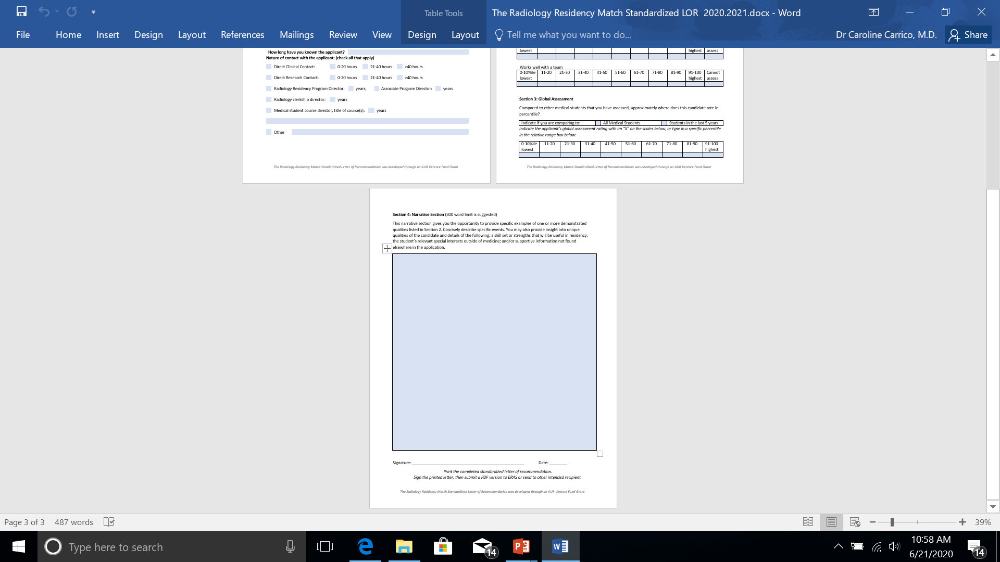 Table Tools
The Radiology Residency Match Standardized LOR 2020.2021.docx - Word
File Home Insert Design Layout References Mailings Review View Design Layout Tell me what you want to do... Dr Caroline Carrico, M.D. Share
How long have you known the applicant?
Nature of contact with the applicant: (check all that apply)
Direct Clinical Contact: 0-20 hours 21-40 hours >40 hours
Direct Research Contact: 0-20 hours 21-40 hours >40 hours
Radiology Residency Program Director: years, Associate Program Director: years
Radiology clerkship director: years
Medical student course director, title of course(s): years
Other
The Radiology Residency Match Standardized Letter of Recommendation was developed through an AUR Venture Fund Grant
lowest highest assess
Works well with a team
0-10%ile 11-20 21-30 31-40 41-50 51-60 61-70 71-80 81-90 91-100 Cannot
lowest highest assess
Section 3: Global Assessment
Compared to other medical students that you have assessed, approximately where does this candidate rate in
percentile?
Indicate if you are comparing to: All Medical Students Students in the last 5 years
Indicate the applicant's global assessment rating with an "X" on the scales below, or type in a specific percentile
in the relative range box below:
0-10%ile 11-20 21-30 31-40 41-50 51-60 61-70 71-80 81-90 91-100
lowest highest
The Radiology Residency Match Standardized Letter of Recommendation was developed through an AUR Venture Fund Grant
Section 4: Narrative Section (300 word limit is suggested)
This narrative section gives you the opportunity to provide specific examples of one or more demonstrated
qualities listed in Section 2. Concisely describe specific events. You may also provide insight into unique
qualities of the candidate and details of the following: a skill set or strengths that will be useful in residency;
the student's relevant special interests outside of medicine; and/or supportive information not found
elsewhere in the application.
Signature: Date:
Print the completed standardized letter of recommendation.
Sign the printed letter, then submit a PDF version to ERAS or send to other intended recipient.
The Radiology Residency Match Standardized Letter of Recommendation was developed through an AUR Venture Fund Grant
Page 3 of 3 487 words 39%
Type here to search 14 10:58 AM
6/21/2020 14